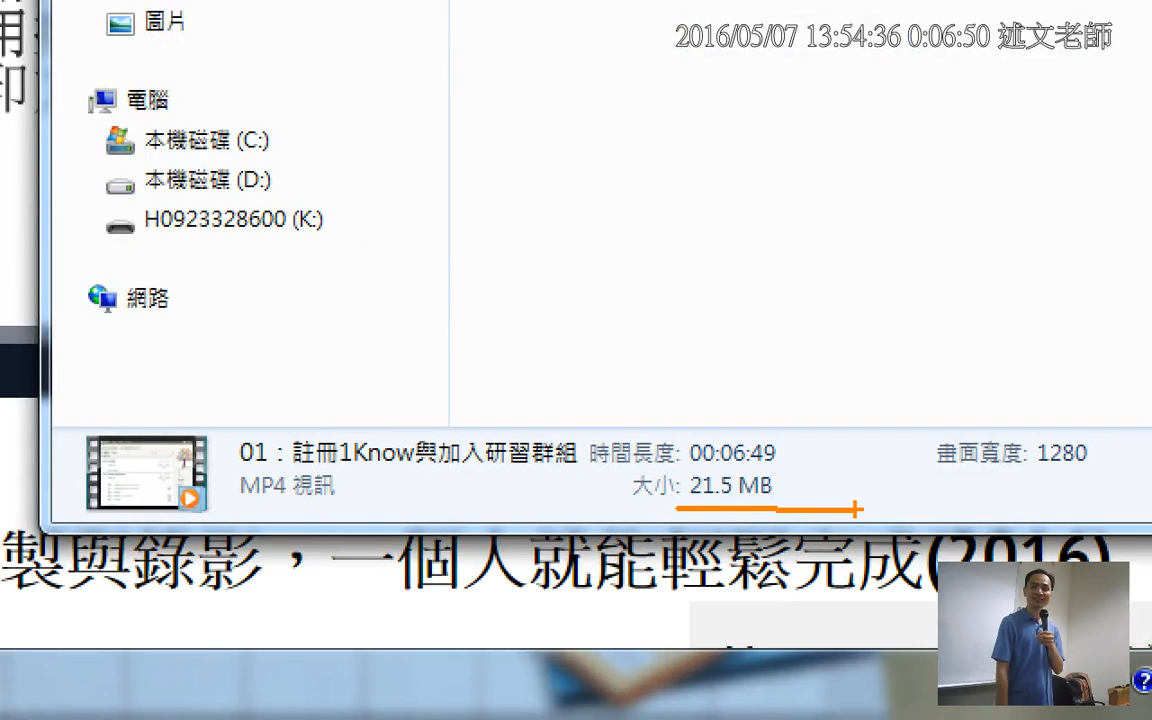 用
印
圖片
2016/05/07 13:54:36 0:06:50 述文老師
電腦
本機磁碟 (C:)
本機磁碟 (D:)
H0923328600 (K:)
網路
01：註冊1Know與加入研習群組 時間長度: 00:06:49 畫面寬度: 1280
MP4 視訊 大小: 21.5 MB
製與錄影，一個人就能輕鬆完成(2016)